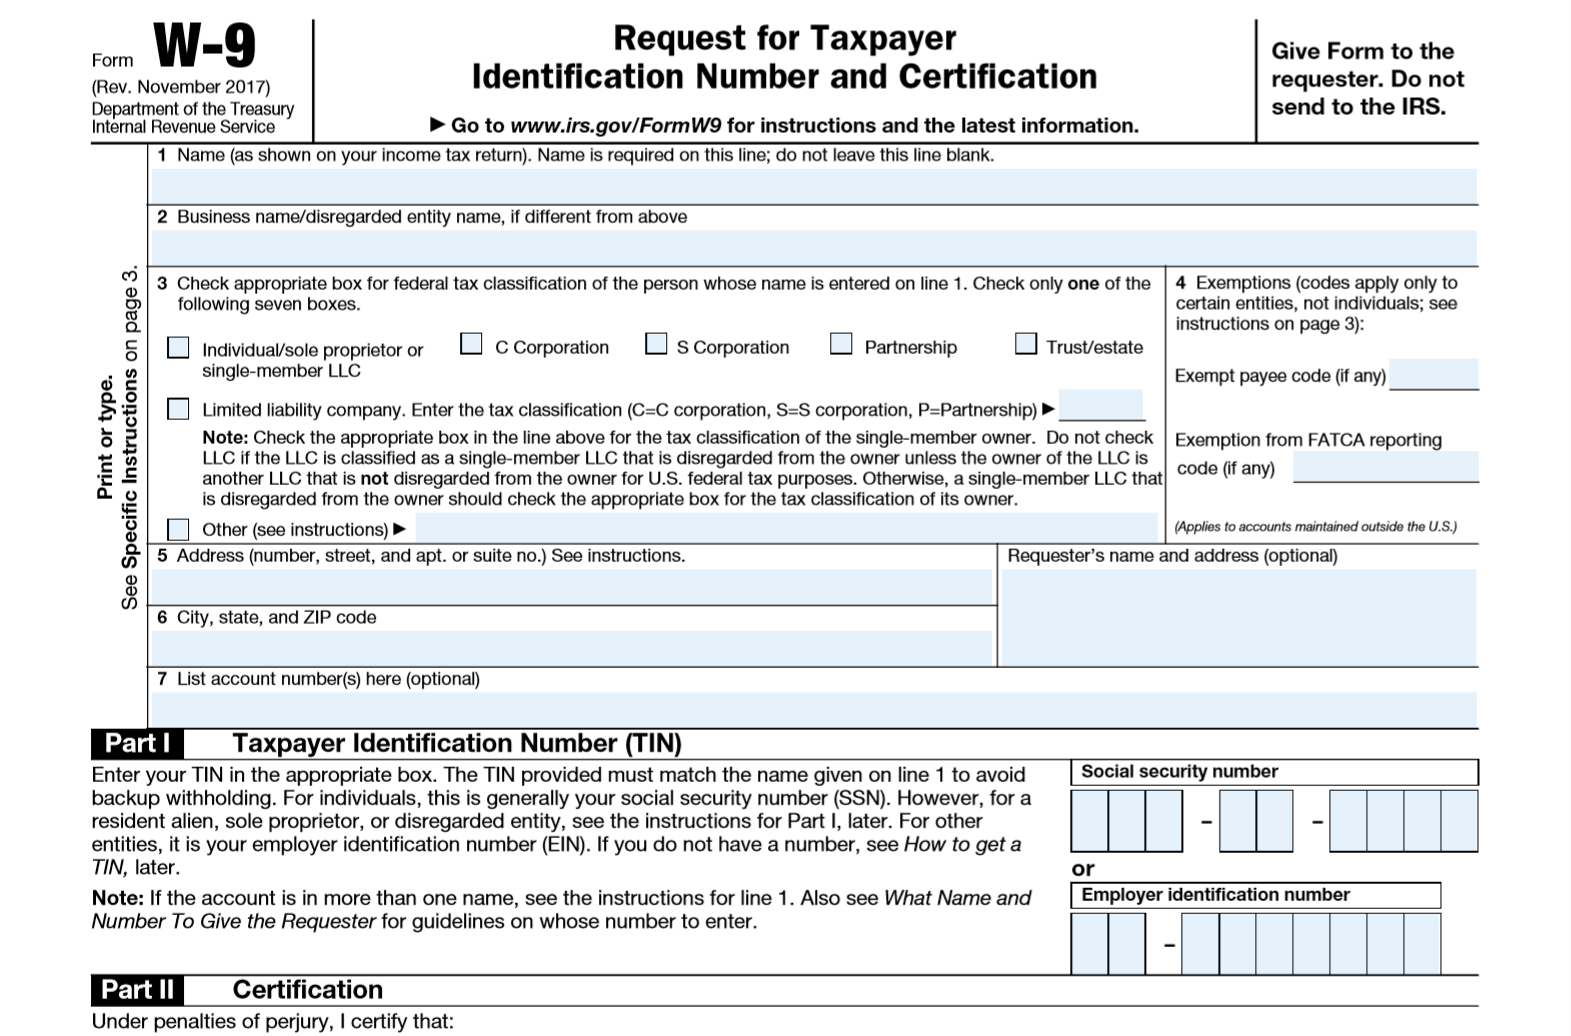 Form W-9
(Rev. November 2017)
Department of the Treasury
Internal Revenue Service
Request for Taxpayer
Identification Number and Certification
▶ Go to www.irs.gov/FormW9 for instructions and the latest information.
Give Form to the
requester. Do not
send to the IRS.
Print or type.
See Specific Instructions on page 3.
1 Name (as shown on your income tax return). Name is required on this line; do not leave this line blank.
2 Business name/disregarded entity name, if different from above
3 Check appropriate box for federal tax classification of the person whose name is entered on line 1. Check only one of the
following seven boxes.
Individual/sole proprietor or
single-member LLC
C Corporation
S Corporation
Partnership
Trust/estate
Limited liability company. Enter the tax classification (C=C corporation, S=S corporation, P=Partnership) ▶
Note: Check the appropriate box in the line above for the tax classification of the single-member owner. Do not check
LLC if the LLC is classified as a single-member LLC that is disregarded from the owner unless the owner of the LLC is
another LLC that is not disregarded from the owner for U.S. federal tax purposes. Otherwise, a single-member LLC that
is disregarded from the owner should check the appropriate box for the tax classification of its owner.
Other (see instructions) ▶
4 Exemptions (codes apply only to
certain entities, not individuals; see
instructions on page 3):
Exempt payee code (if any)
Exemption from FATCA reporting
code (if any)
(Applies to accounts maintained outside the U.S.)
5 Address (number, street, and apt. or suite no.) See instructions.
Requester's name and address (optional)
6 City, state, and ZIP code
7 List account number(s) here (optional)
Part I Taxpayer Identification Number (TIN)
Enter your TIN in the appropriate box. The TIN provided must match the name given on line 1 to avoid
backup withholding. For individuals, this is generally your social security number (SSN). However, for a
resident alien, sole proprietor, or disregarded entity, see the instructions for Part I, later. For other
entities, it is your employer identification number (EIN). If you do not have a number, see How to get a
TIN, later.
Note: If the account is in more than one name, see the instructions for line 1. Also see What Name and
Number To Give the Requester for guidelines on whose number to enter.
Social security number
– –
or
Employer identification number
–
Part II Certification
Under penalties of perjury, I certify that: